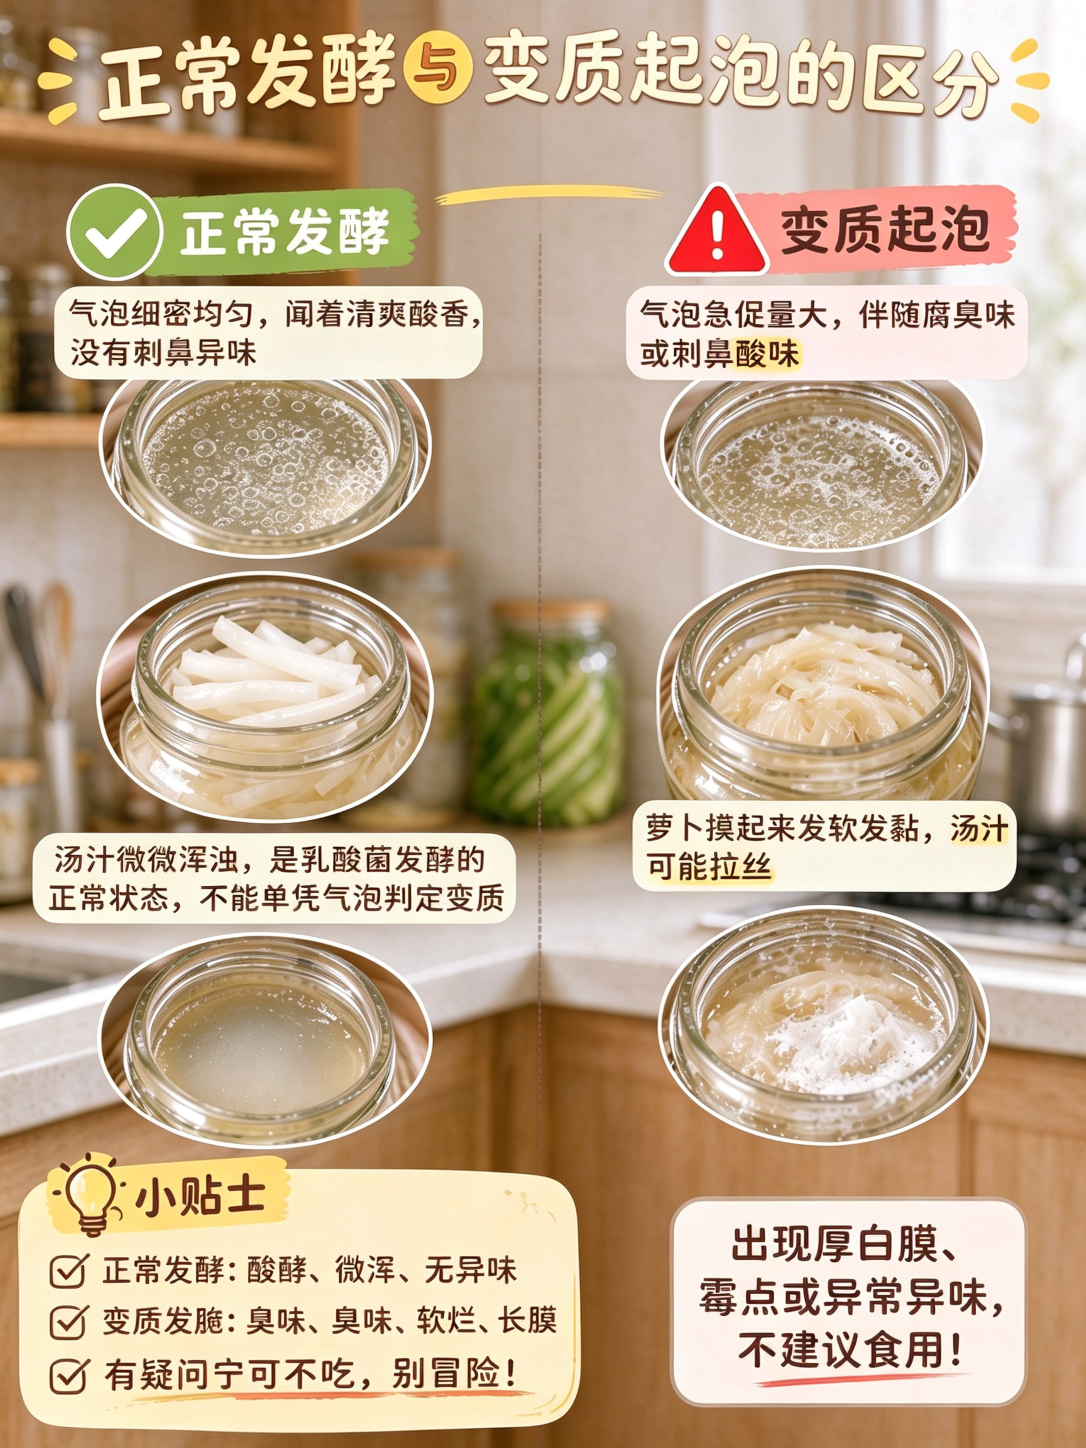 正常发酵与变质起泡的区分
正常发酵
气泡细密均匀，闻着清爽酸香，
没有刺鼻异味
汤汁微微浑浊，是乳酸菌发酵的
正常状态，不能单凭气泡判定变质
变质起泡
气泡急促量大，伴随腐臭味
或刺鼻酸味
萝卜摸起来发软发黏，汤汁
可能拉丝
小贴士
正常发酵：酸酵、微浑、无异味
变质发脆：臭味、臭味、软烂、长膜
有疑问宁可不吃，别冒险！
出现厚白膜、
霉点或异常异味，
不建议食用！